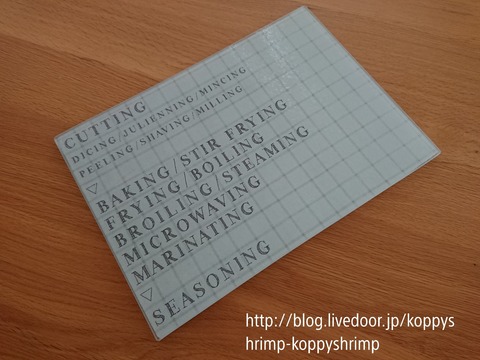 CUTTING
DICING/JULIENNING/MINCING
PEELING/SHAVING/MILLING
▽
BAKING/STIR FRYING
FRYING/BOILING
BROILING/STEAMING
MICROWAVING
MARINATING
▽
SEASONING
http://blog.livedoor.jp/koppys
hrimp-koppyshrimp